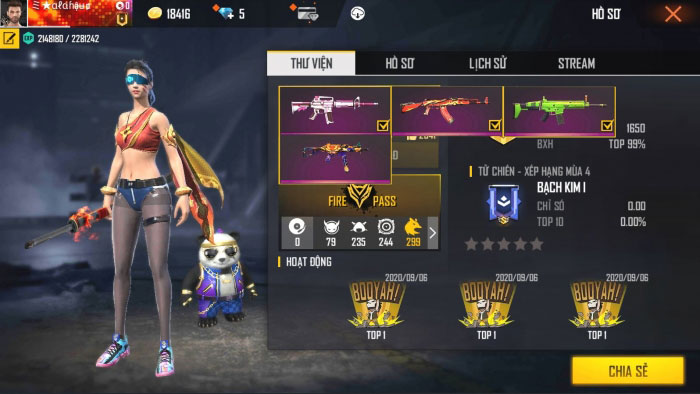 0
18416
5
HỒ SƠ
2148180 / 2281242
THƯ VIỆN
HỒ SƠ
LỊCH SỬ
STREAM
1650
BXH
TOP 99%
TỬ CHIẾN - XẾP HẠNG MÙA 4
BẠCH KIM I
CHỈ SỐ
0.00
TOP 10
0.00%
FIRE PASS
0
79
235
244
299
HOẠT ĐỘNG
2020/09/06
2020/09/06
2020/09/06
BOOYAH!
BOOYAH!
BOOYAH!
TOP 1
TOP 1
TOP 1
CHIA SẺ